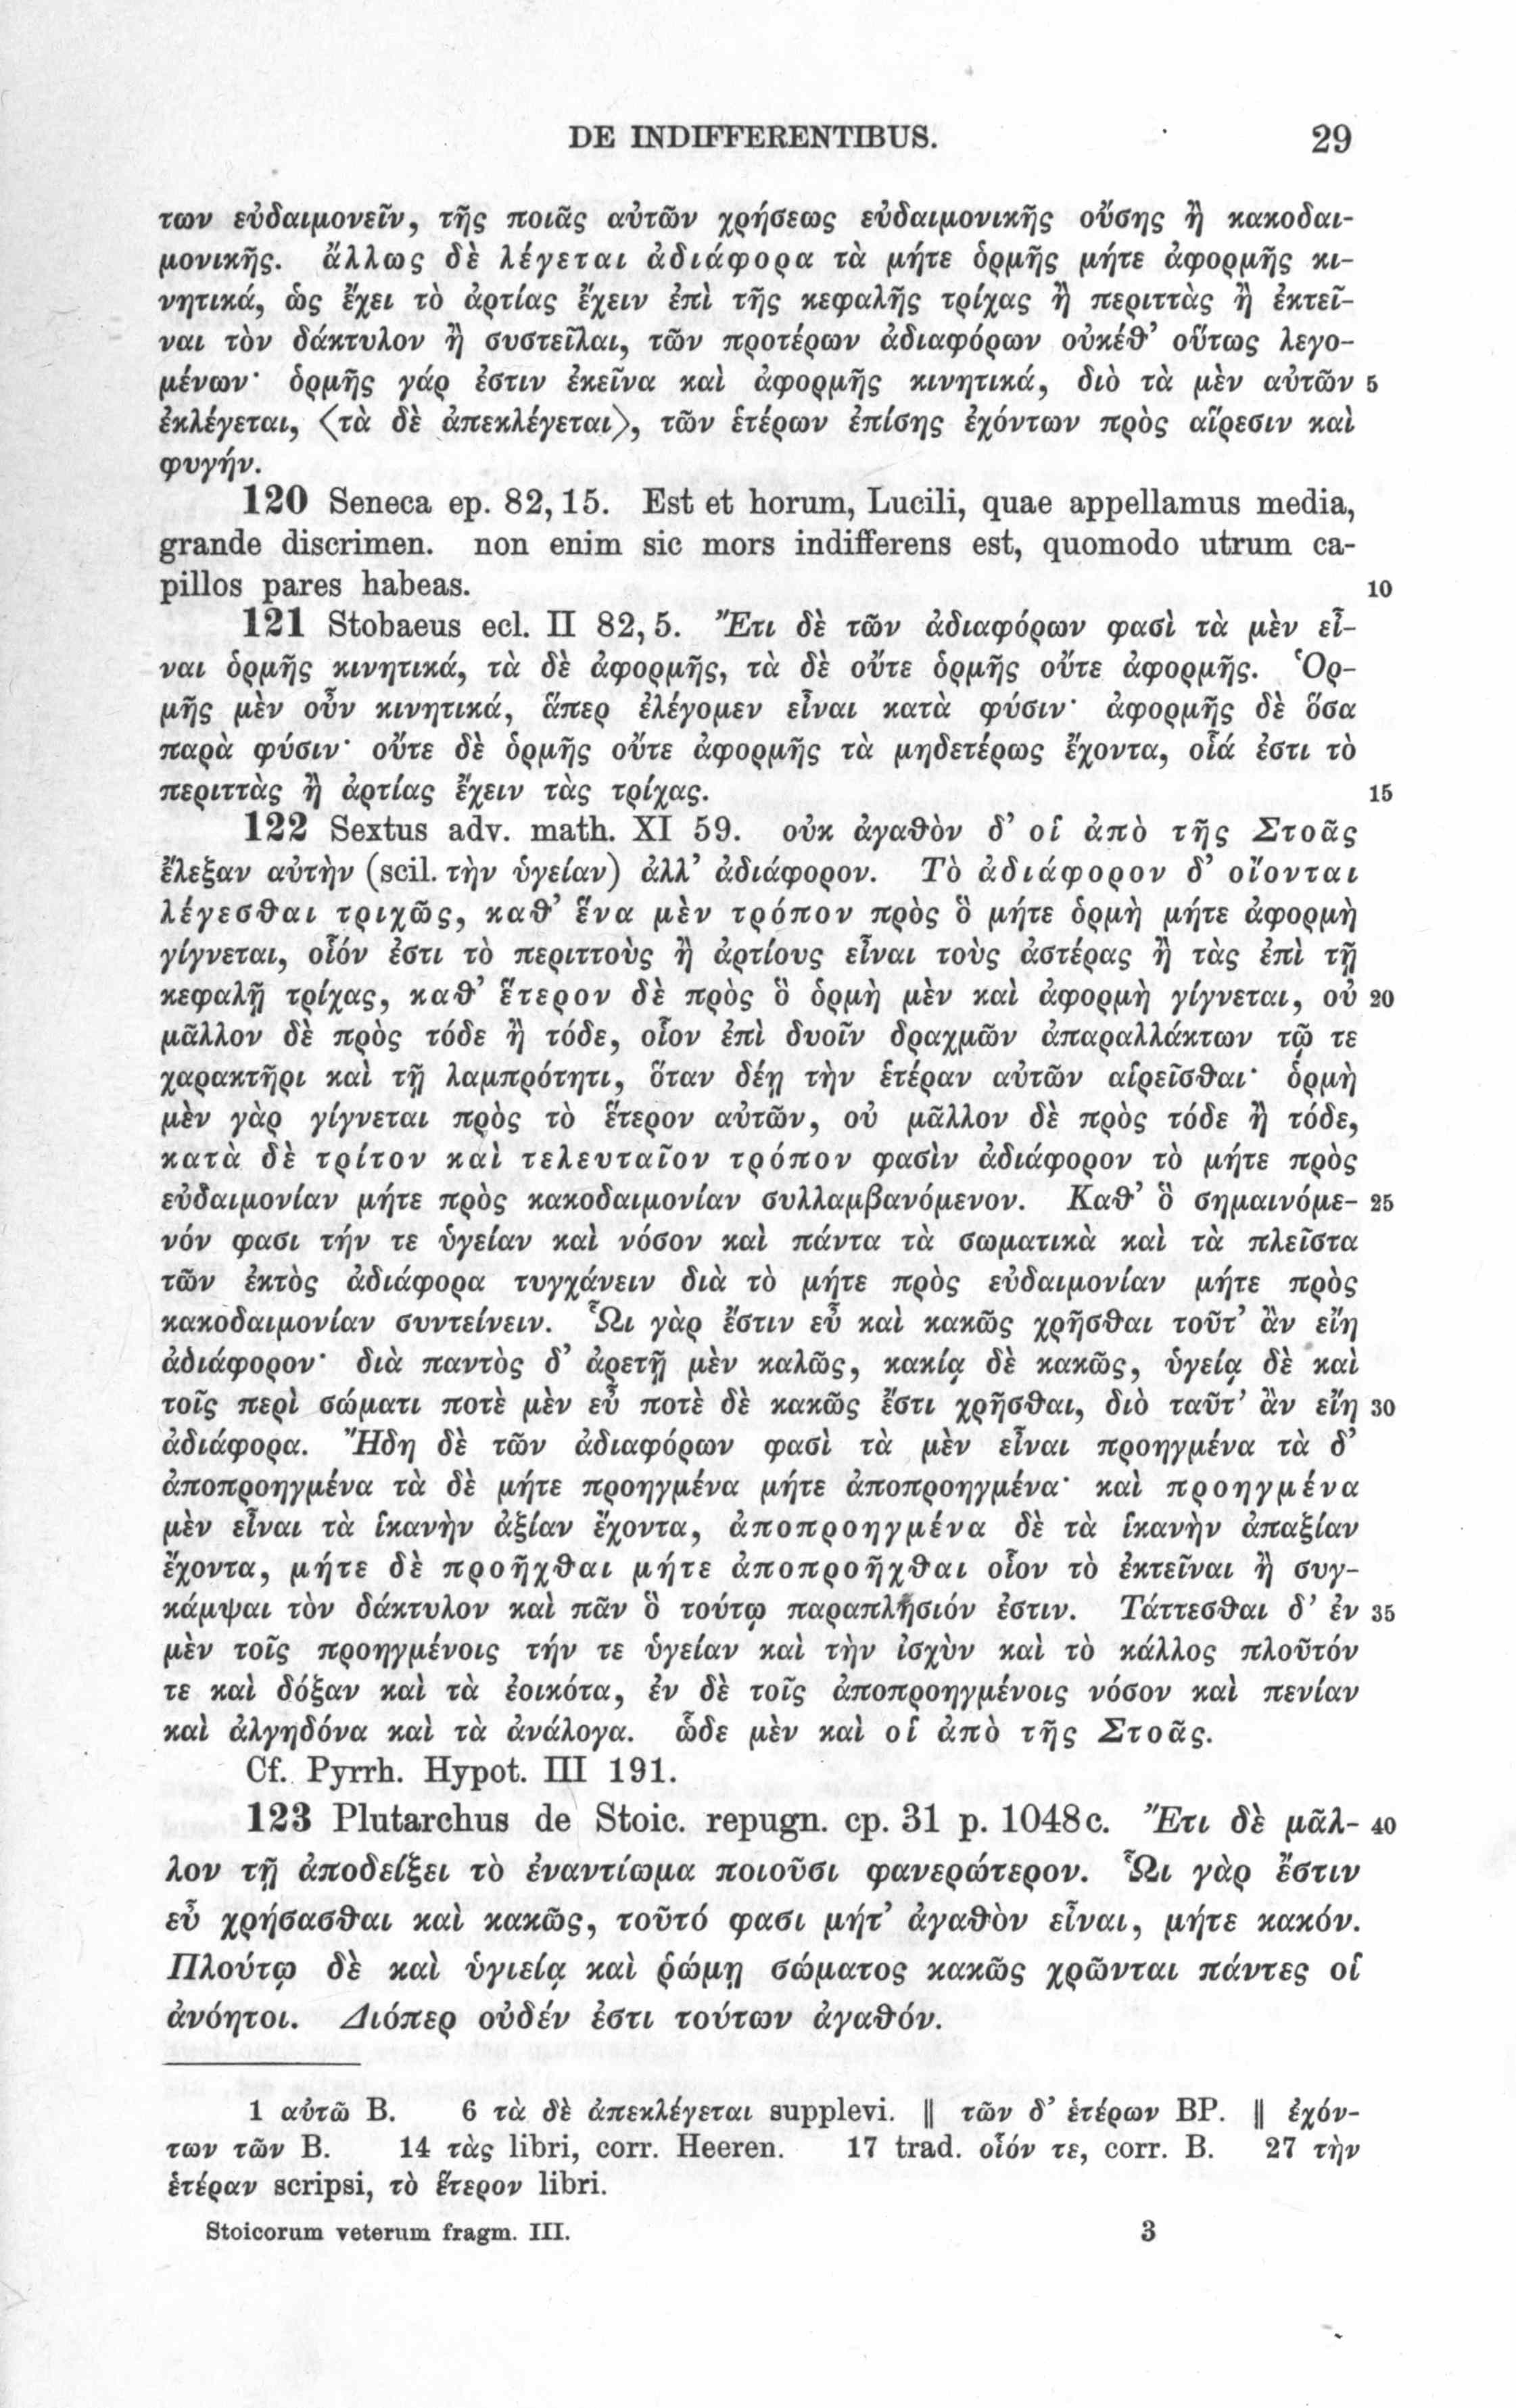 DE INDIFFERENTIBUS. 29
των εὐδαιμονεῖν, τῆς ποιᾶς αὐτῶν χρήσεως εὐδαιμονικῆς οὔσης ἢ κακοδαι-
μονικῆς. ἄλλως δὲ λέγεται ἀδιάφορα τὰ μήτε ὁρμῆς μήτε ἀφορμῆς κι-
νητικά, ὡς ἔχει τὸ ἀρτίας ἔχειν ἐπὶ τῆς κεφαλῆς τρίχας ἢ περιττὰς ἢ ἐκτεῖ-
ναι τὸν δάκτυλον ἢ συστεῖλαι, τῶν προτέρων ἀδιαφόρων οὐκέθ’ οὕτως λεγο-
μένων· ὁρμῆς γάρ ἐστιν ἐκεῖνα καὶ ἀφορμῆς κινητικά, διὸ τὰ μὲν αὐτῶν 5
ἐκλέγεται, ⟨τὰ δὲ ἀπεκλέγεται⟩, τῶν ἑτέρων ἐπίσης ἐχόντων πρὸς αἵρεσιν καὶ
φυγήν.
120 Seneca ep. 82, 15. Est et horum, Lucili, quae appellamus media,
grande discrimen. non enim sic mors indifferens est, quomodo utrum ca-
pillos pares habeas. 10
121 Stobaeus ecl. II 82, 5. Ἔτι δὲ τῶν ἀδιαφόρων φασὶ τὰ μὲν εἶ-
ναι ὁρμῆς κινητικά, τὰ δὲ ἀφορμῆς, τὰ δὲ οὔτε ὁρμῆς οὔτε ἀφορμῆς. Ὁρ-
μῆς μὲν οὖν κινητικά, ἅπερ ἐλέγομεν εἶναι κατὰ φύσιν· ἀφορμῆς δὲ ὅσα
παρὰ φύσιν· οὔτε δὲ ὁρμῆς οὔτε ἀφορμῆς τὰ μηδετέρως ἔχοντα, οἷά ἐστι τὸ
περιττὰς ἢ ἀρτίας ἔχειν τὰς τρίχας. 15
122 Sextus adv. math. XI 59. οὐκ ἀγαθὸν δ’ οἱ ἀπὸ τῆς Στοᾶς
ἔλεξαν αὐτὴν (scil. τὴν ὑγείαν) ἀλλ’ ἀδιάφορον. Τὸ ἀδιάφορον δ’ οἴονται
λέγεσθαι τριχῶς, καθ’ ἕνα μὲν τρόπον πρὸς ὃ μήτε ὁρμὴ μήτε ἀφορμὴ
γίγνεται, οἷόν ἐστι τὸ περιττοὺς ἢ ἀρτίους εἶναι τοὺς ἀστέρας ἢ τὰς ἐπὶ τῇ
κεφαλῇ τρίχας, καθ’ ἕτερον δὲ πρὸς ὃ ὁρμὴ μὲν καὶ ἀφορμὴ γίγνεται, οὐ 20
μᾶλλον δὲ πρὸς τόδε ἢ τόδε, οἷον ἐπὶ δυοῖν δραχμῶν ἀπαραλλάκτων τῷ τε
χαρακτῆρι καὶ τῇ λαμπρότητι, ὅταν δέῃ τὴν ἑτέραν αὐτῶν αἱρεῖσθαι· ὁρμὴ
μὲν γὰρ γίγνεται πρὸς τὸ ἕτερον αὐτῶν, οὐ μᾶλλον δὲ πρὸς τόδε ἢ τόδε,
κατὰ δὲ τρίτον καὶ τελευταῖον τρόπον φασὶν ἀδιάφορον τὸ μήτε πρὸς
εὐδαιμονίαν μήτε πρὸς κακοδαιμονίαν συλλαμβανόμενον. Καθ’ ὃ σημαινόμε- 25
νόν φασι τήν τε ὑγείαν καὶ νόσον καὶ πάντα τὰ σωματικὰ καὶ τὰ πλεῖστα
τῶν ἐκτὸς ἀδιάφορα τυγχάνειν διὰ τὸ μήτε πρὸς εὐδαιμονίαν μήτε πρὸς
κακοδαιμονίαν συντείνειν. Ὧι γὰρ ἔστιν εὖ καὶ κακῶς χρῆσθαι τοῦτ’ ἂν εἴη
ἀδιάφορον· διὰ παντὸς δ’ ἀρετῇ μὲν καλῶς, κακίᾳ δὲ κακῶς, ὑγείᾳ δὲ καὶ
τοῖς περὶ σώματι ποτὲ μὲν εὖ ποτὲ δὲ κακῶς ἔστι χρῆσθαι, διὸ ταῦτ’ ἂν εἴη 30
ἀδιάφορα. Ἤδη δὲ τῶν ἀδιαφόρων φασὶ τὰ μὲν εἶναι προηγμένα τὰ δ’
ἀποπροηγμένα τὰ δὲ μήτε προηγμένα μήτε ἀποπροηγμένα· καὶ προηγμένα
μὲν εἶναι τὰ ἱκανὴν ἀξίαν ἔχοντα, ἀποπροηγμένα δὲ τὰ ἱκανὴν ἀπαξίαν
ἔχοντα, μήτε δὲ προῆχθαι μήτε ἀποπροῆχθαι οἷον τὸ ἐκτεῖναι ἢ συγ-
κάμψαι τὸν δάκτυλον καὶ πᾶν ὃ τούτῳ παραπλήσιόν ἐστιν. Τάττεσθαι δ’ ἐν 35
μὲν τοῖς προηγμένοις τήν τε ὑγείαν καὶ τὴν ἰσχὺν καὶ τὸ κάλλος πλοῦτόν
τε καὶ δόξαν καὶ τὰ ἐοικότα, ἐν δὲ τοῖς ἀποπροηγμένοις νόσον καὶ πενίαν
καὶ ἀλγηδόνα καὶ τὰ ἀνάλογα. ὧδε μὲν καὶ οἱ ἀπὸ τῆς Στοᾶς.
Cf. Pyrrh. Hypot. III 191.
123 Plutarchus de Stoic. repugn. cp. 31 p. 1048c. Ἔτι δὲ μᾶλ- 40
λον τῇ ἀποδείξει τὸ ἐναντίωμα ποιοῦσι φανερώτερον. Ὧι γὰρ ἔστιν
εὖ χρήσασθαι καὶ κακῶς, τοῦτό φασι μήτ’ ἀγαθὸν εἶναι, μήτε κακόν.
Πλούτῳ δὲ καὶ ὑγιείᾳ καὶ ῥώμῃ σώματος κακῶς χρῶνται πάντες οἱ
ἀνόητοι. Διόπερ οὐδέν ἐστι τούτων ἀγαθόν.
1 αὐτῶ B. 6 τὰ δὲ ἀπεκλέγεται supplevi. || τῶν δ’ ἑτέρων BP. || ἐχόν-
των τῶν B. 14 τὰς libri, corr. Heeren. 17 trad. οἷόν τε, corr. B. 27 τὴν
ἑτέραν scripsi, τὸ ἕτερον libri.
Stoicorum veterum fragm. III. 3